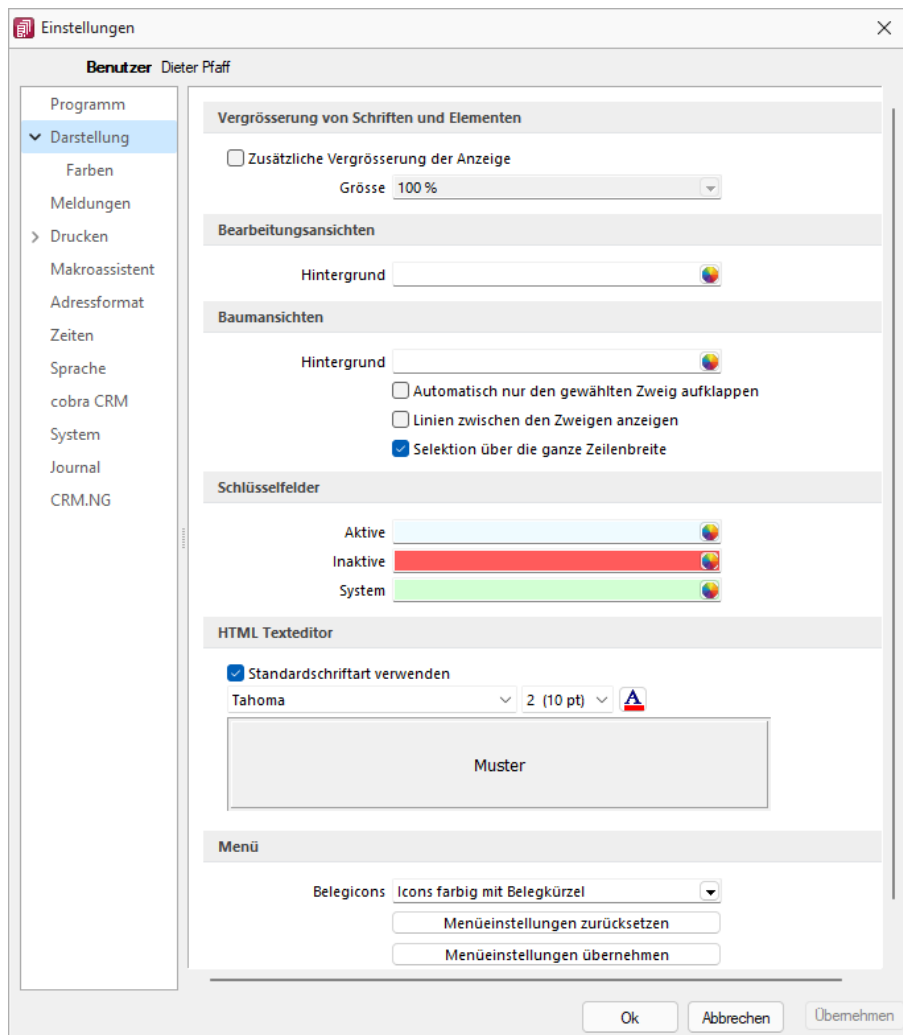 Einstellungen
Benutzer Dieter Pfaff
Programm
Darstellung
Farben
Meldungen
Drucken
Makroassistent
Adressformat
Zeiten
Sprache
cobra CRM
System
Journal
CRM.NG
Vergrösserung von Schriften und Elementen
Zusätzliche Vergrösserung der Anzeige
Grösse 100 %
Bearbeitungsansichten
Hintergrund
Baumansichten
Hintergrund
Automatisch nur den gewählten Zweig aufklappen
Linien zwischen den Zweigen anzeigen
Selektion über die ganze Zeilenbreite
Schlüsselfelder
Aktive
Inaktive
System
HTML Texteditor
Standardschriftart verwenden
Tahoma 2 (10 pt) A
Muster
Menü
Belegicons Icons farbig mit Belegkürzel
Menüeinstellungen zurücksetzen
Menüeinstellungen übernehmen
Ok Abbrechen Übernehmen